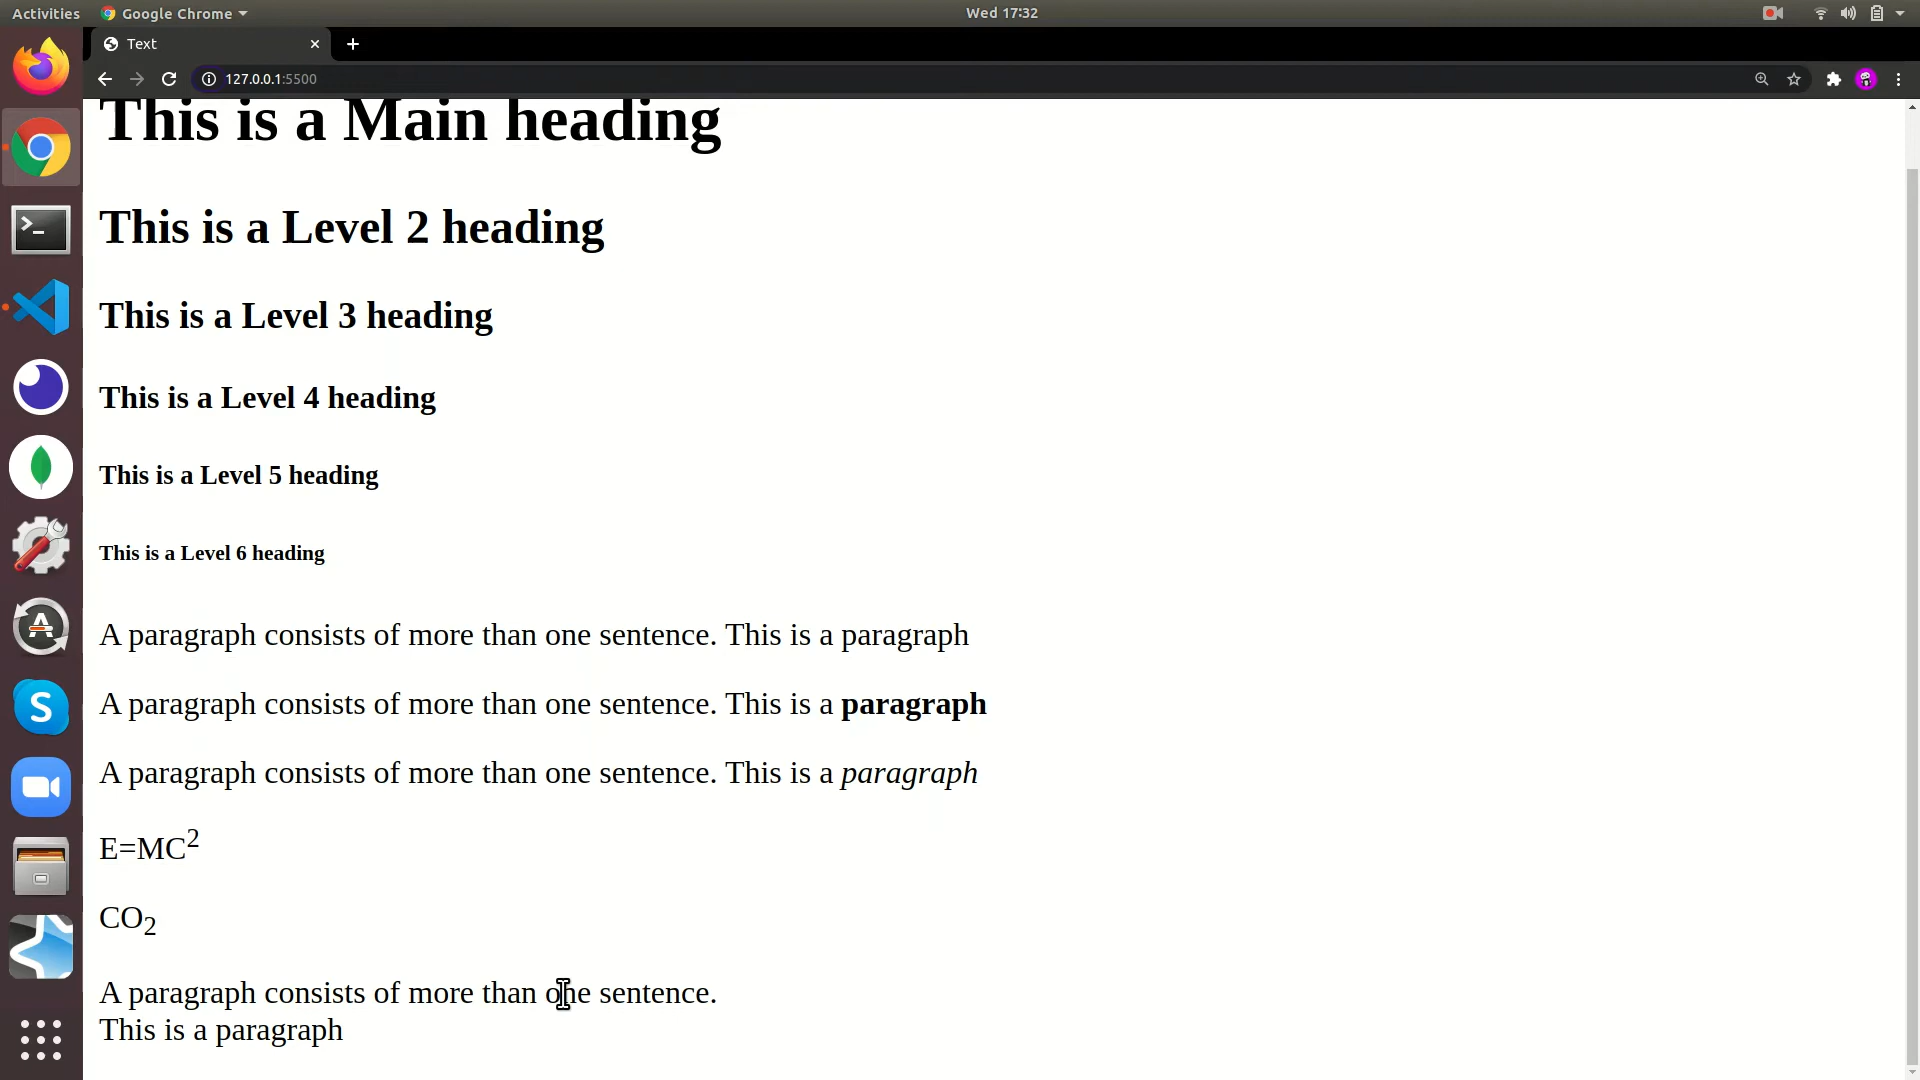 Activities Google Chrome Wed 17:32
Text
127.0.0.1:5500
This is a Main heading
This is a Level 2 heading
This is a Level 3 heading
This is a Level 4 heading
This is a Level 5 heading
This is a Level 6 heading
A paragraph consists of more than one sentence. This is a paragraph
A paragraph consists of more than one sentence. This is a paragraph
A paragraph consists of more than one sentence. This is a paragraph
E=MC²
CO₂
A paragraph consists of more than one sentence.
This is a paragraph